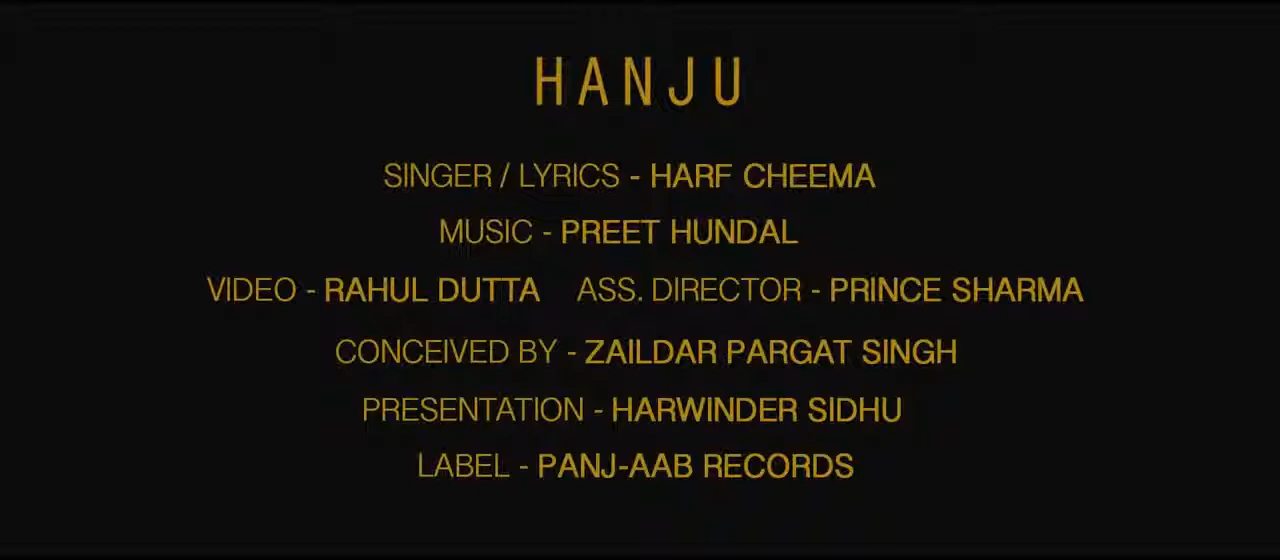 HANJU
SINGER / LYRICS - HARF CHEEMA
MUSIC - PREET HUNDAL
VIDEO - RAHUL DUTTA ASS. DIRECTOR - PRINCE SHARMA
CONCEIVED BY - ZAILDAR PARGAT SINGH
PRESENTATION - HARWINDER SIDHU
LABEL - PANJ-AAB RECORDS